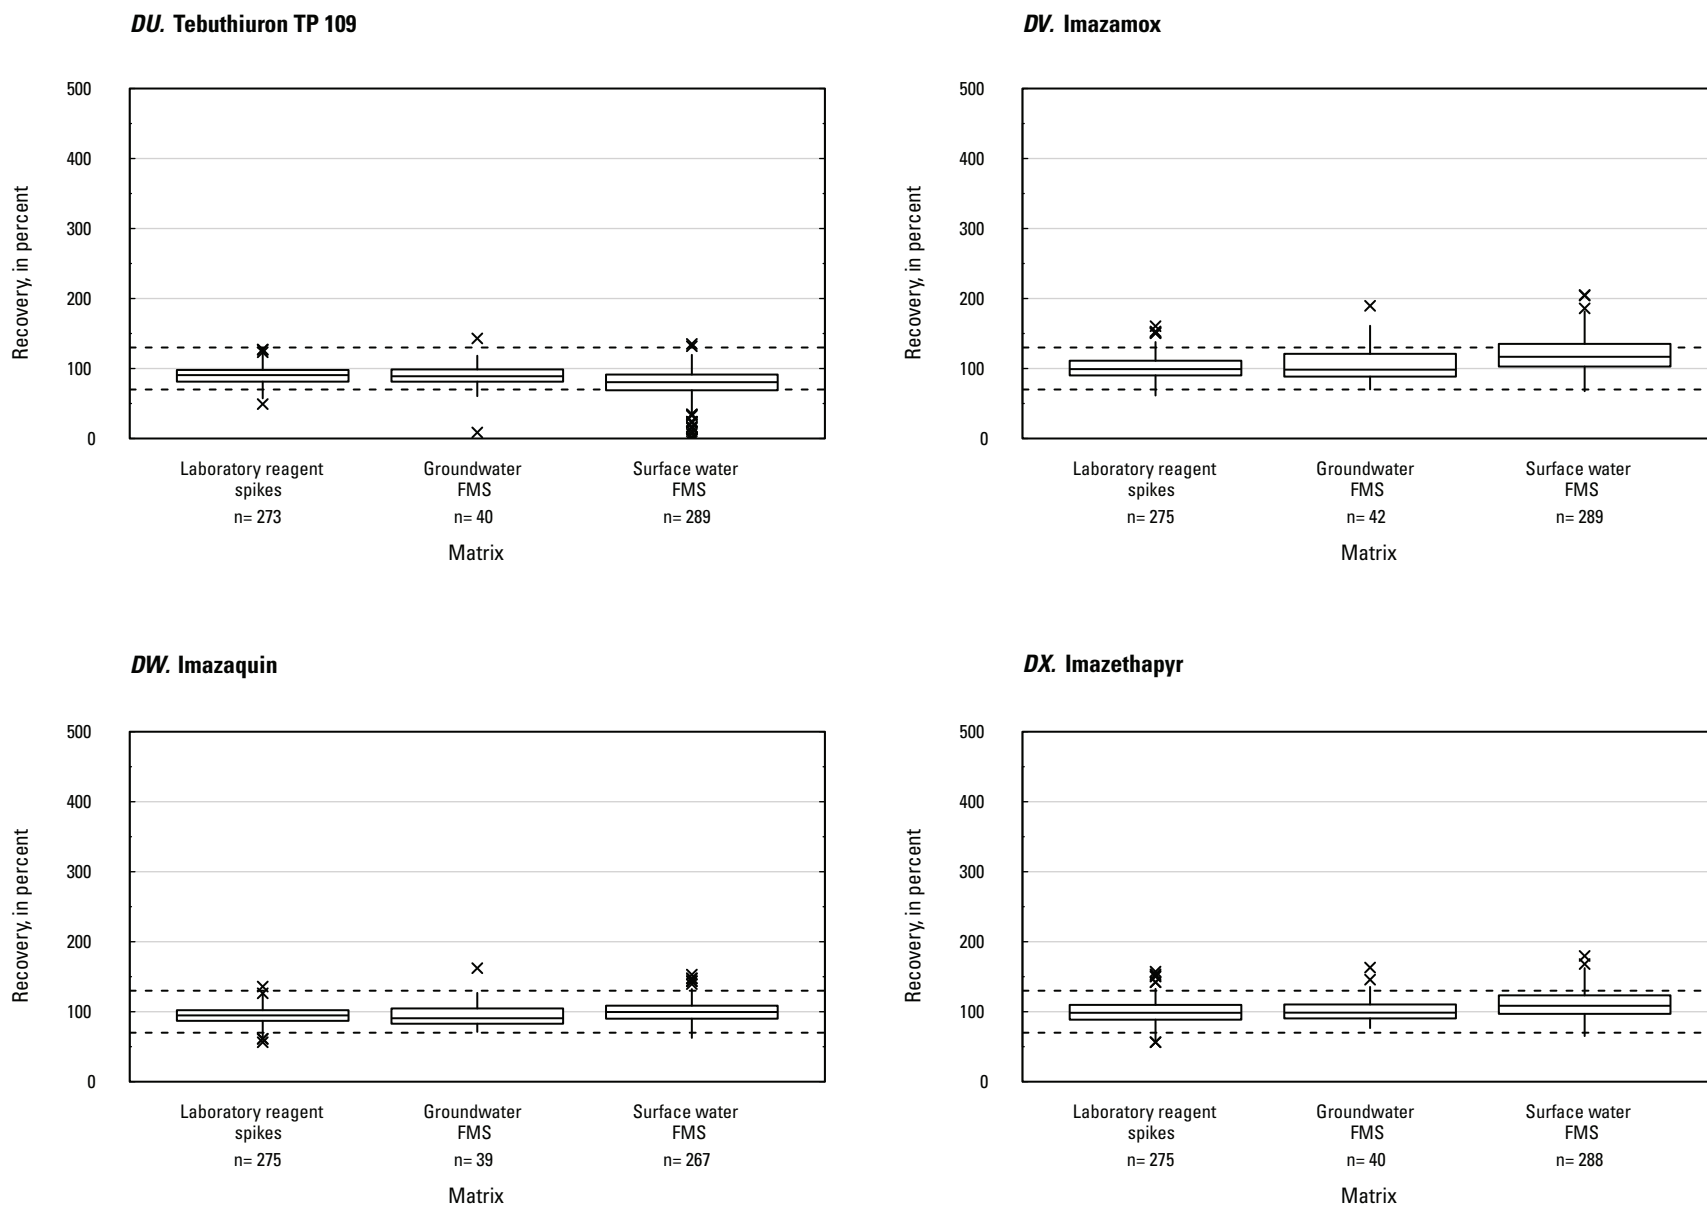 DU. Tebuthiuron TP 109
500
400
300
200
100
0
Recovery, in percent
Laboratory reagent spikes
n= 273
Groundwater FMS
n= 40
Surface water FMS
n= 289
Matrix
DV. Imazamox
500
400
300
200
100
0
Recovery, in percent
Laboratory reagent spikes
n= 275
Groundwater FMS
n= 42
Surface water FMS
n= 289
Matrix
DW. Imazaquin
500
400
300
200
100
0
Recovery, in percent
Laboratory reagent spikes
n= 275
Groundwater FMS
n= 39
Surface water FMS
n= 267
Matrix
DX. Imazethapyr
500
400
300
200
100
0
Recovery, in percent
Laboratory reagent spikes
n= 275
Groundwater FMS
n= 40
Surface water FMS
n= 288
Matrix